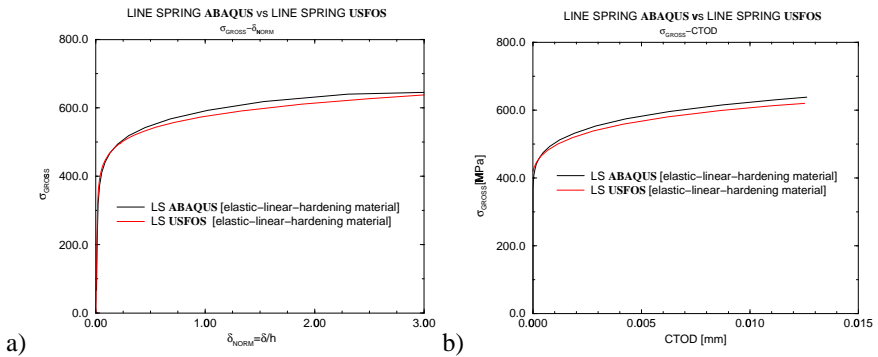 LINE SPRING ABAQUS vs LINE SPRING USFOS
σGROSS−δNORM
800.0
600.0
400.0
200.0
0.0
σGROSS
LS ABAQUS [elastic−linear−hardening material]
LS USFOS [elastic−linear−hardening material]
0.00
1.00
2.00
3.00
δNORM=δ/h
a)
LINE SPRING ABAQUS vs LINE SPRING USFOS
σGROSS−CTOD
800.0
600.0
400.0
200.0
0.0
σGROSS[MPa]
LS ABAQUS [elastic−linear−hardening material]
LS USFOS [elastic−linear−hardening material]
0.000
0.005
0.010
0.015
CTOD [mm]
b)